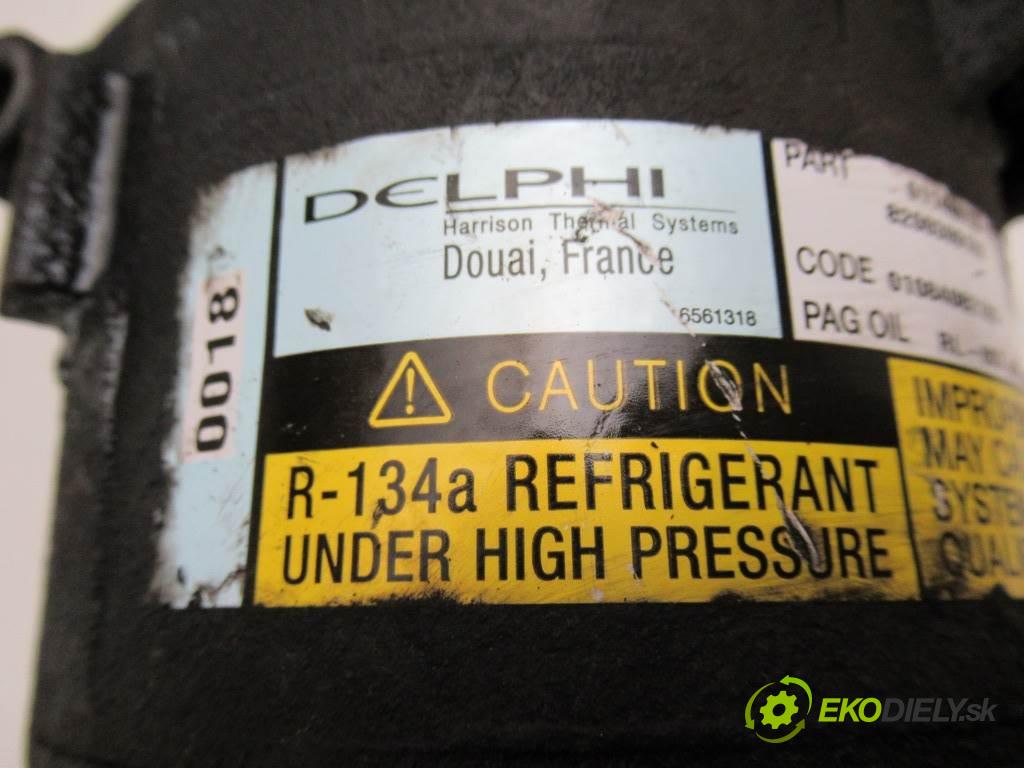 0018
DELPHI
Harrison Thermal Systems
Douai, France
6561318
PART
CODE
PAG OIL
CAUTION
R-134a REFRIGERANT
UNDER HIGH PRESSURE
MAY
EKODIELY.sk